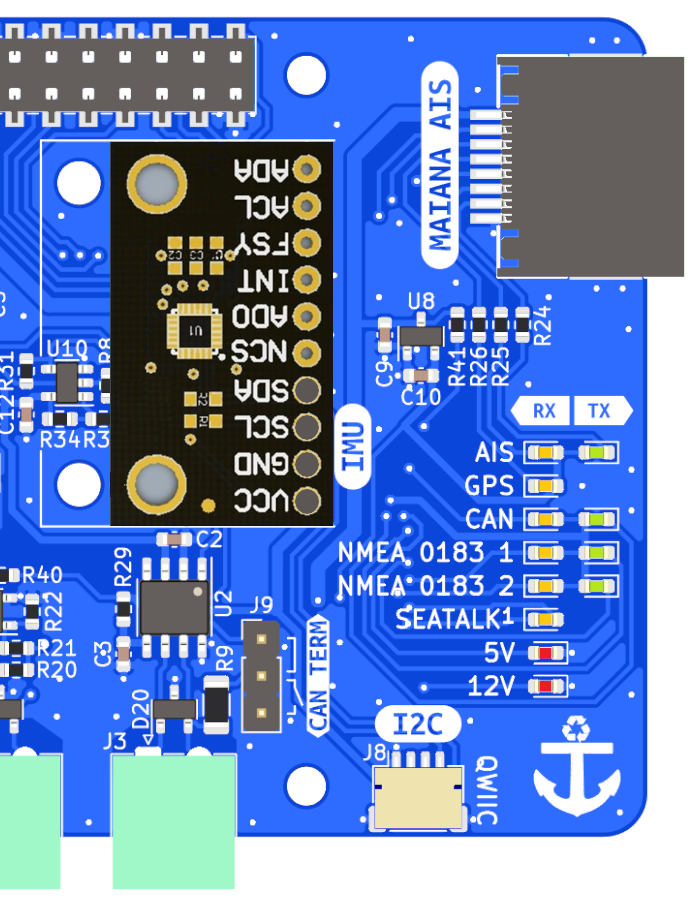 MAIANA AIS
ADA
ACL
FSY
INT
ADO
NCS
SDA
SCL
GND
VCC
C2 C3
U1
R2
R1
IMU
U8
C9
C10
R41
R26
R25
R24
R31
U10
R8
C12
R34
RX TX
AIS
GPS
CAN
NMEA 0183 1
NMEA 0183 2
SEATALK¹
5V
12V
C2
R40
R29
R22
U2
J9
R21
R20
C3
R9
CAN TERM
D20
J3
I2C
J8
QWIIC